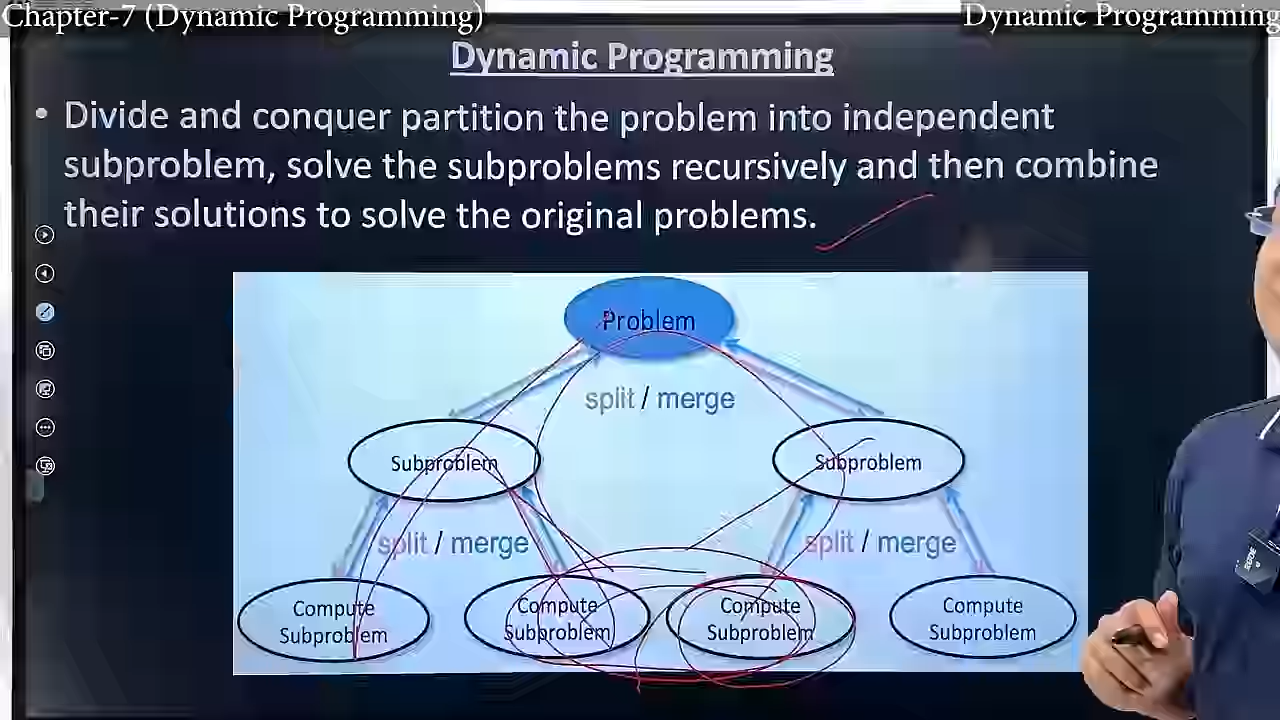 Chapter-7 (Dynamic Programming)
Dynamic Programming
Dynamic Programming
• Divide and conquer partition the problem into independent
subproblem, solve the subproblems recursively and then combine
their solutions to solve the original problems.
Problem
split / merge
Subproblem
Subproblem
split / merge
split / merge
Compute
Subproblem
Compute
Subproblem
Compute
Subproblem
Compute
Subproblem